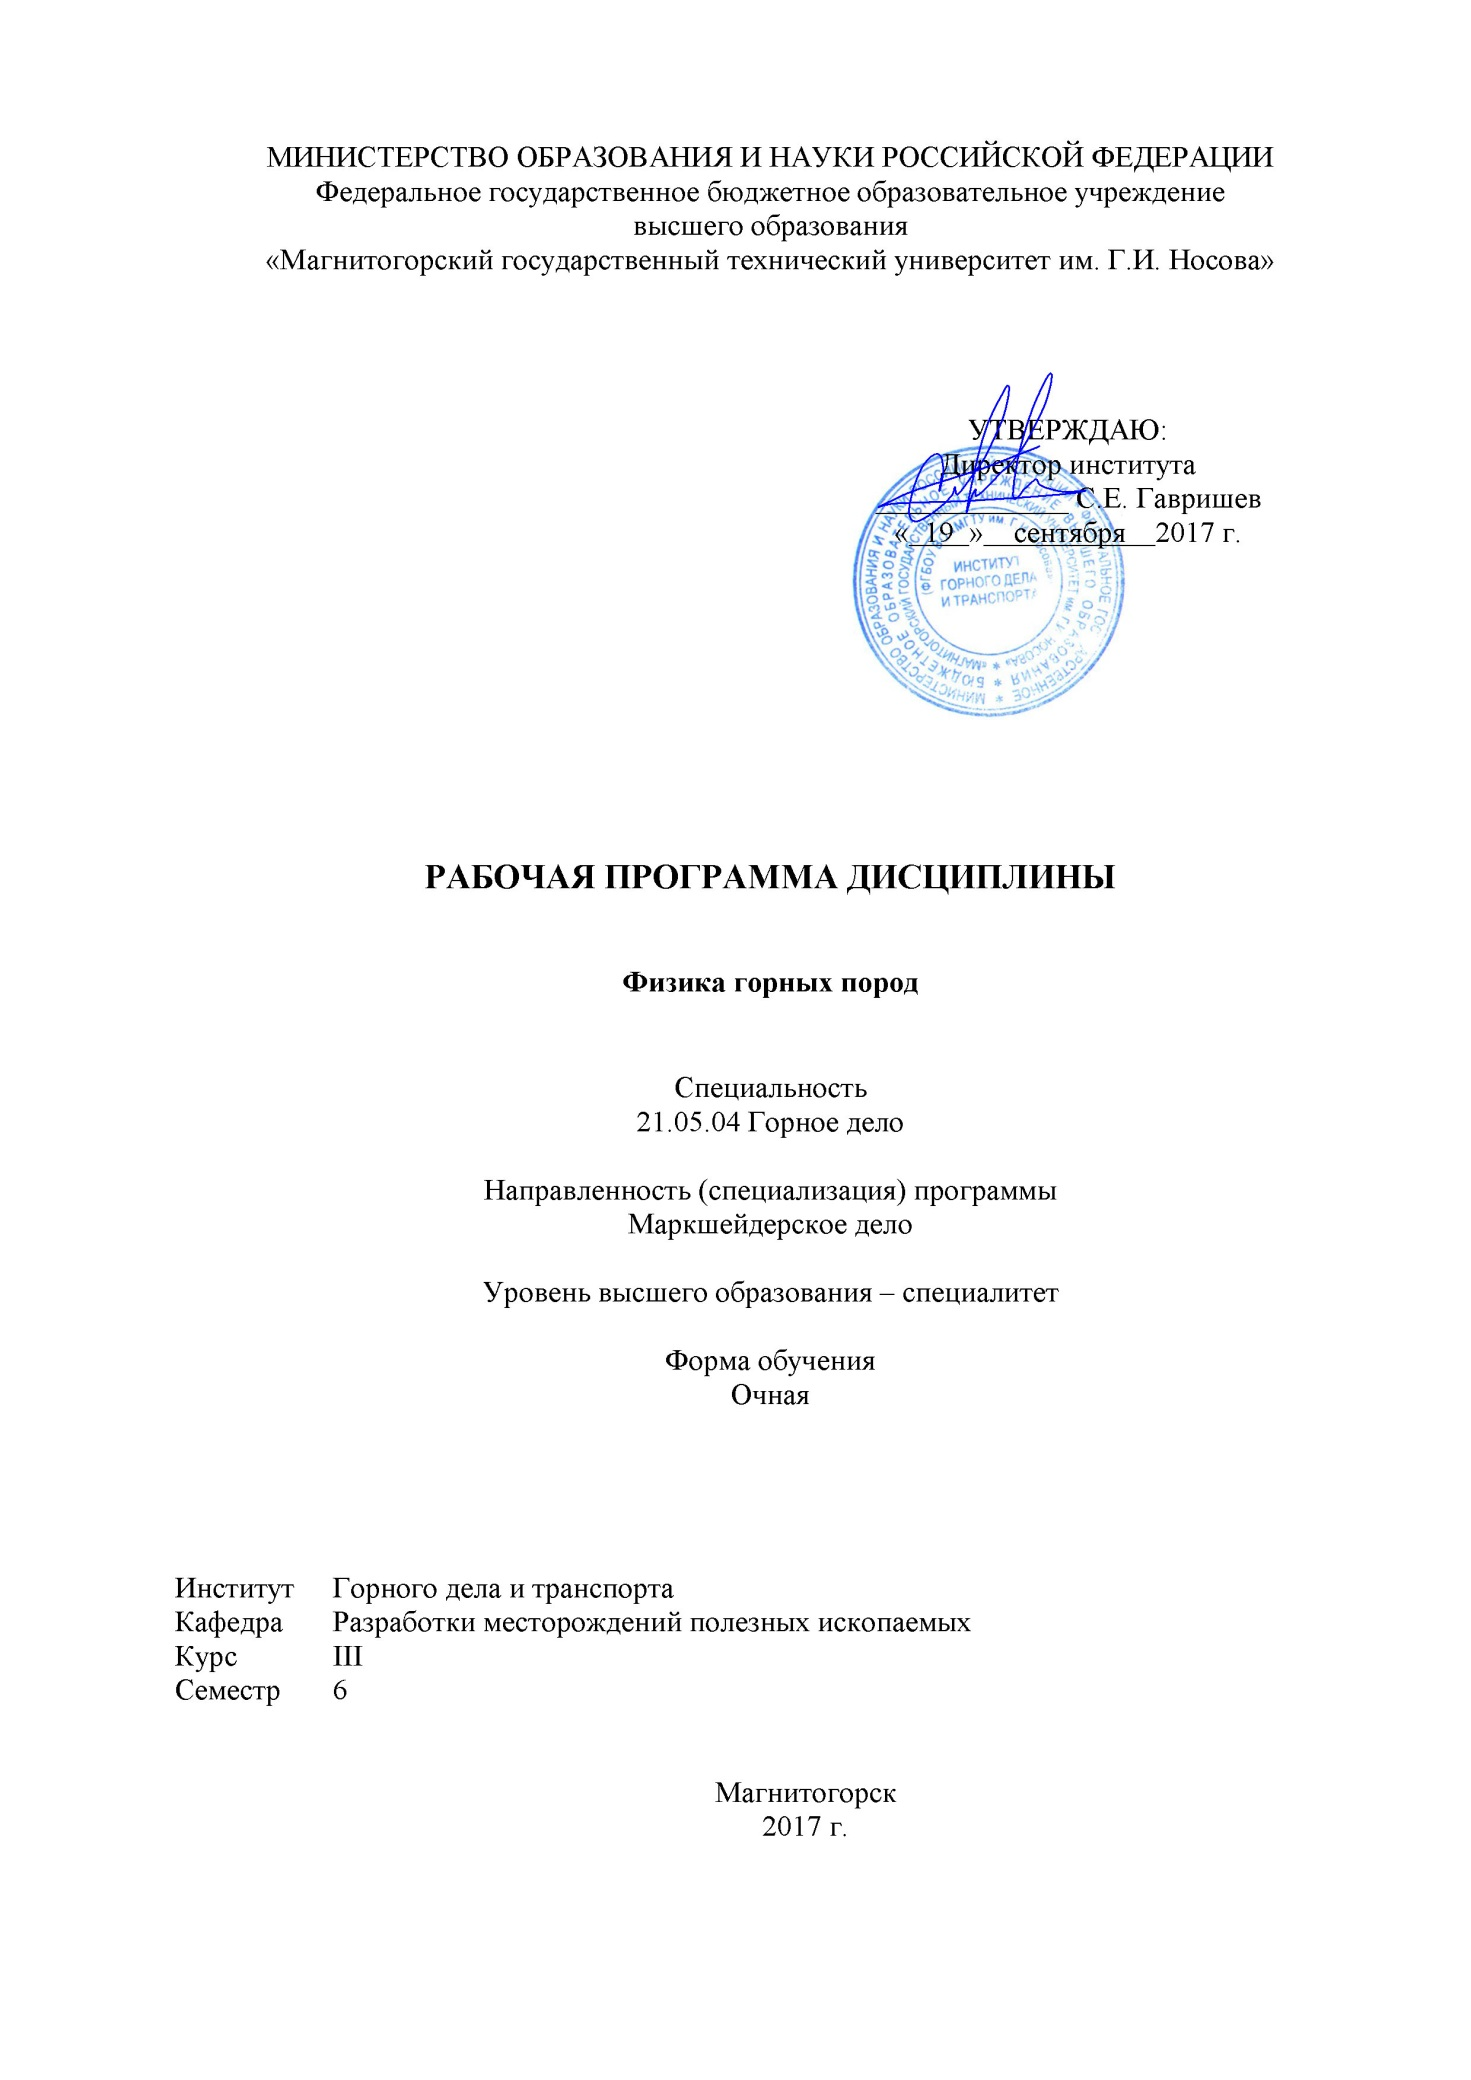 МИНИСТЕРСТВО ОБРАЗОВАНИЯ И НАУКИ РОССИЙСКОЙ ФЕДЕРАЦИИ
Федеральное государственное бюджетное образовательное учреждение
высшего образования
«Магнитогорский государственный технический университет им. Г.И. Носова»
УТВЕРЖДАЮ:
Директор института
_____________ С.Е. Гавришев
«_19_»__сентября__2017 г.
ИНСТИТУТ
ГОРНОГО ДЕЛА
И ТРАНСПОРТА
РАБОЧАЯ ПРОГРАММА ДИСЦИПЛИНЫ
Физика горных пород
Специальность
21.05.04 Горное дело
Направленность (специализация) программы
Маркшейдерское дело
Уровень высшего образования – специалитет
Форма обучения
Очная
Институт Горного дела и транспорта
Кафедра Разработки месторождений полезных ископаемых
Курс III
Семестр 6
Магнитогорск
2017 г.